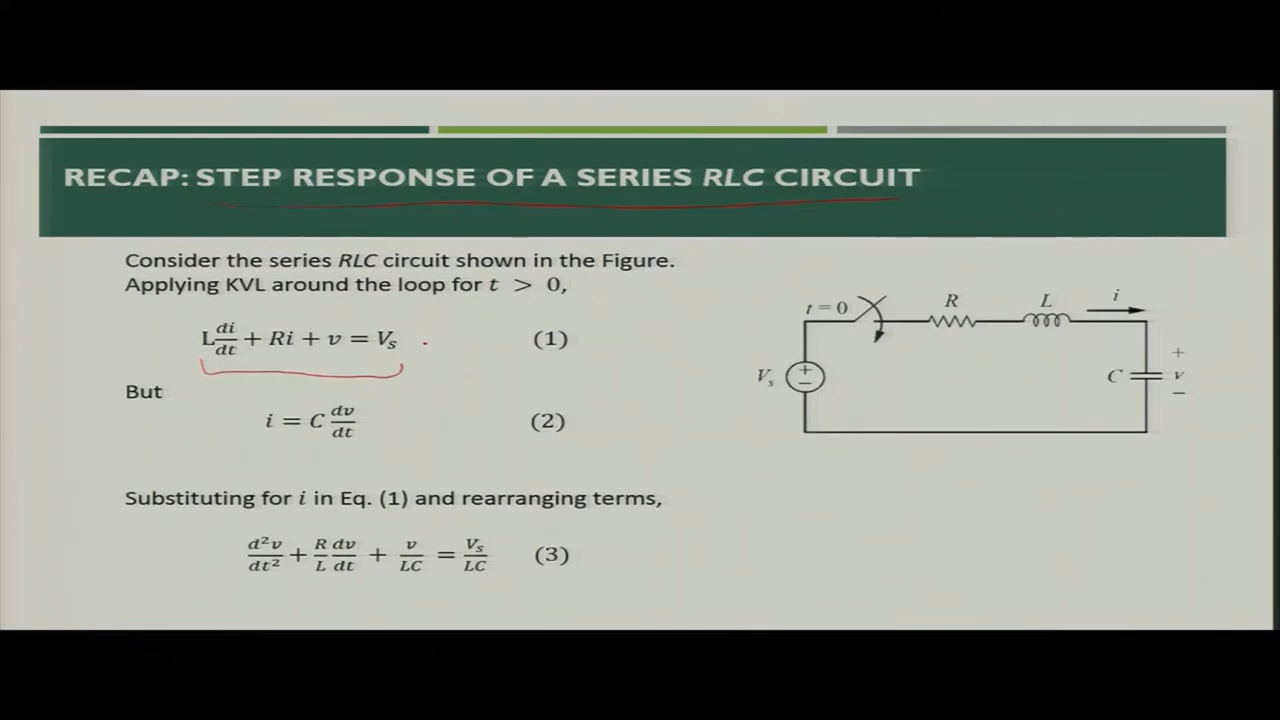 RECAP: STEP RESPONSE OF A SERIES RLC CIRCUIT
Consider the series RLC circuit shown in the Figure.
Applying KVL around the loop for t > 0,
L di/dt + Ri + v = Vₛ (1)
But
i = C dv/dt (2)
Substituting for i in Eq. (1) and rearranging terms,
d²v/dt² + R/L dv/dt + v/LC = Vₛ/LC (3)
t = 0
R
L
i
Vₛ
+
−
C
+
v
−